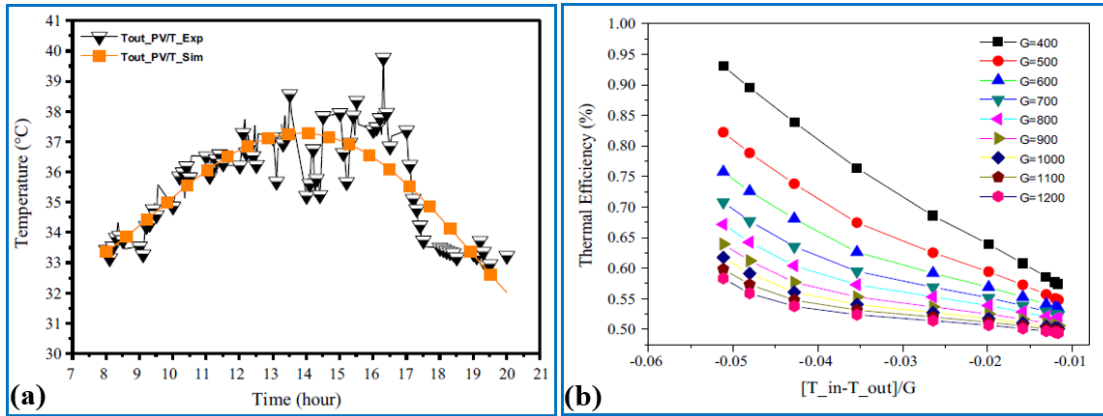 41
40
39
38
37
36
35
34
33
32
31
30
Temperature (°C)
Tout_PV/T_Exp
Tout_PV/T_Sim
7 8 9 10 11 12 13 14 15 16 17 18 19 20 21
Time (hour)
(a)
1.00
0.95
0.90
0.85
0.80
0.75
0.70
0.65
0.60
0.55
0.50
Thermal Efficiency (%)
G=400
G=500
G=600
G=700
G=800
G=900
G=1000
G=1100
G=1200
-0.06 -0.05 -0.04 -0.03 -0.02 -0.01
[T_in-T_out]/G
(b)